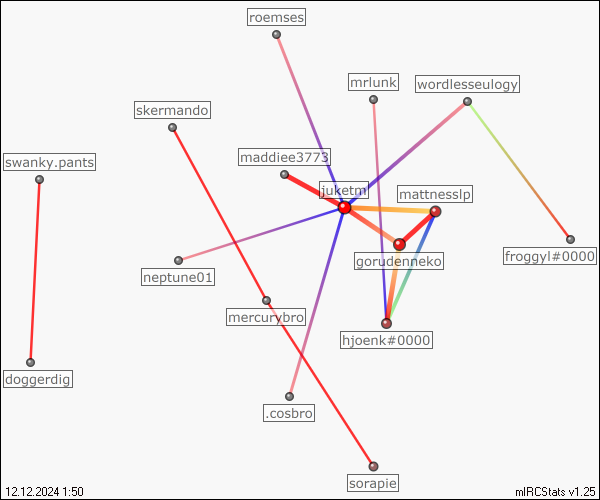 roemses
mrlunk
wordlesseulogy
skermando
maddiee3773
swanky.pants
juketm
mattnesslp
froggyl#0000
gorudenneko
neptune01
mercurybro
hjoenk#0000
doggerdig
.cosbro
sorapie
12.12.2024 1:50
mIRCStats v1.25